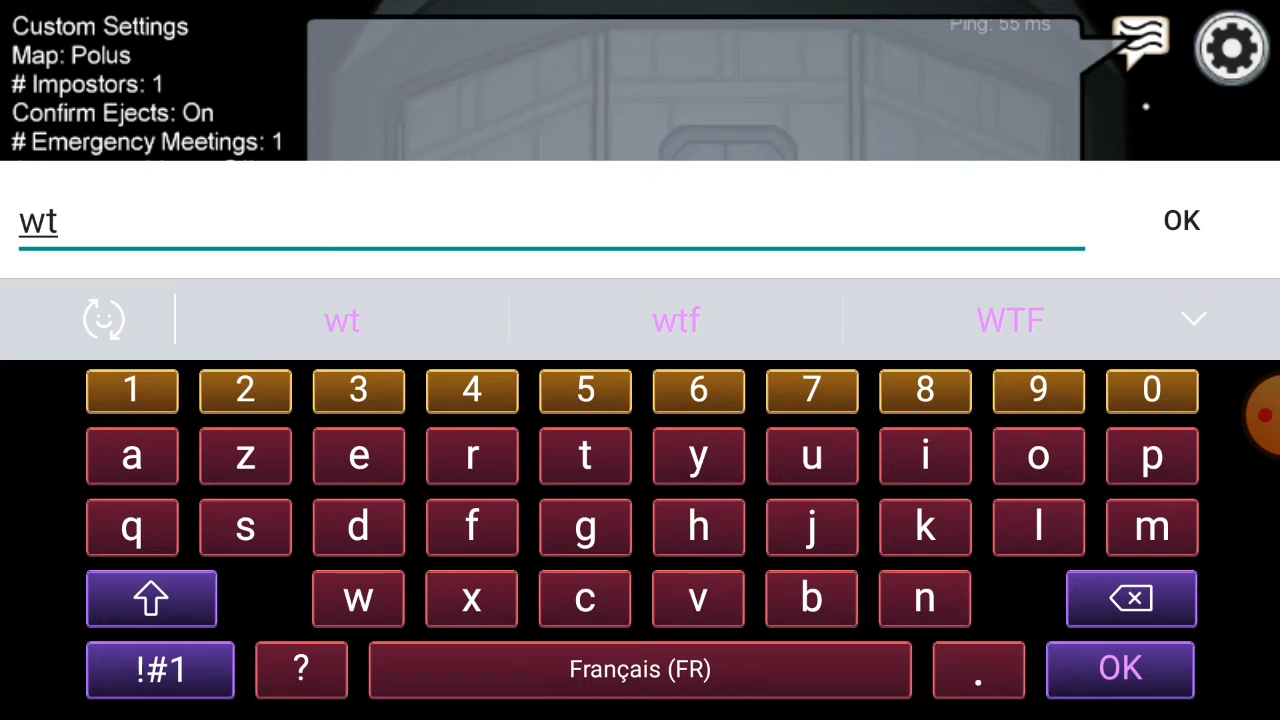 Custom Settings
Map: Polus
# Impostors: 1
Confirm Ejects: On
# Emergency Meetings: 1
Ping: 55 ms
wt
OK
wt wtf WTF
1 2 3 4 5 6 7 8 9 0
a z e r t y u i o p
q s d f g h j k l m
w x c v b n
!#1 ? Français (FR) . OK